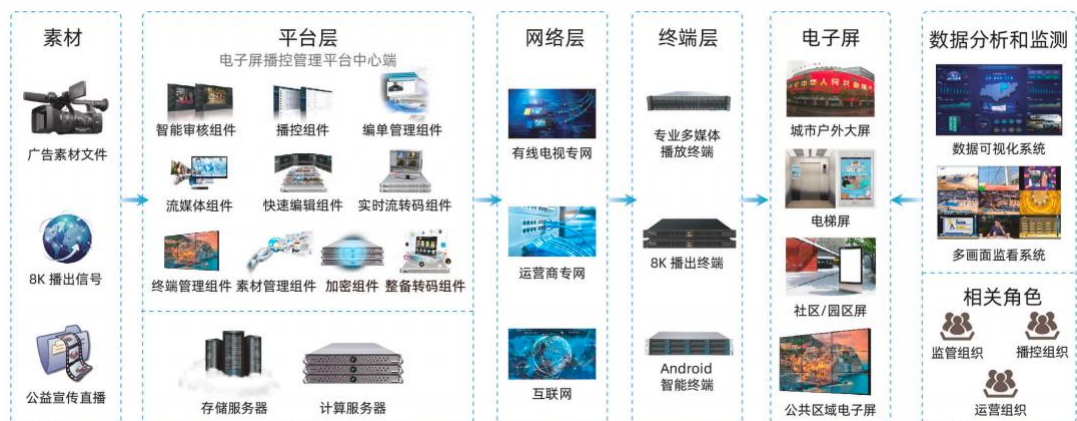 素材
广告素材文件
8K 播出信号
公益宣传直播
平台层
电子屏播控管理平台中心端
智能审核组件
播控组件
编单管理组件
流媒体组件
快速编辑组件
实时流转码组件
终端管理组件
素材管理组件
加密组件
整备转码组件
存储服务器
计算服务器
网络层
有线电视专网
运营商专网
互联网
终端层
专业多媒体
播放终端
8K 播出终端
Android
智能终端
电子屏
城市户外大屏
电梯屏
社区/园区屏
公共区域电子屏
数据分析和监测
数据可视化系统
多画面监看系统
相关角色
监管组织
播控组织
运营组织